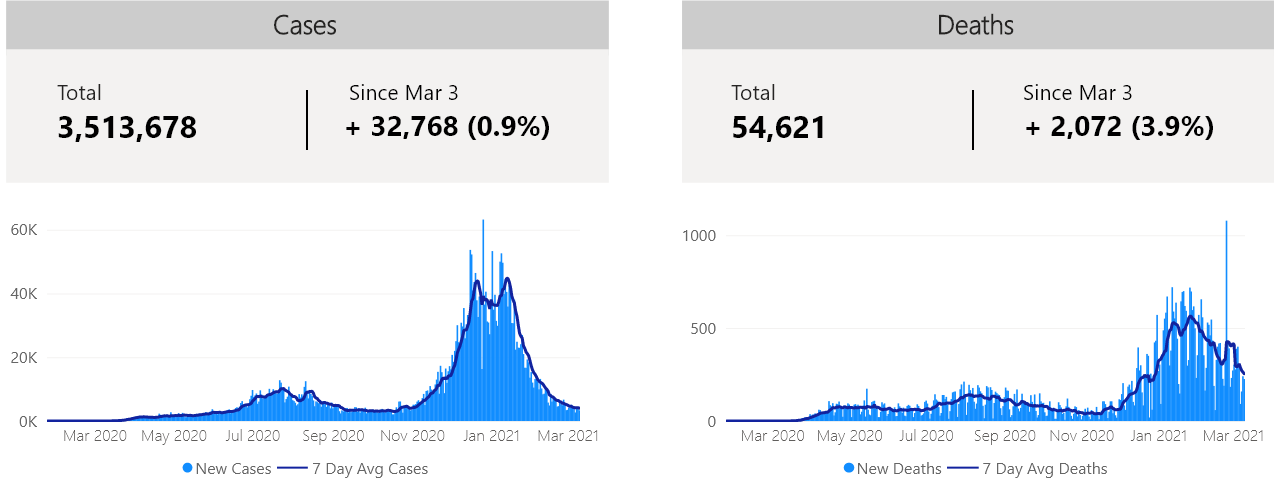 Cases
Total
3,513,678
Since Mar 3
+ 32,768 (0.9%)
60K
40K
20K
0K
Mar 2020 May 2020 Jul 2020 Sep 2020 Nov 2020 Jan 2021 Mar 2021
New Cases 7 Day Avg Cases
Deaths
Total
54,621
Since Mar 3
+ 2,072 (3.9%)
1000
500
0
Mar 2020 May 2020 Jul 2020 Sep 2020 Nov 2020 Jan 2021 Mar 2021
New Deaths 7 Day Avg Deaths